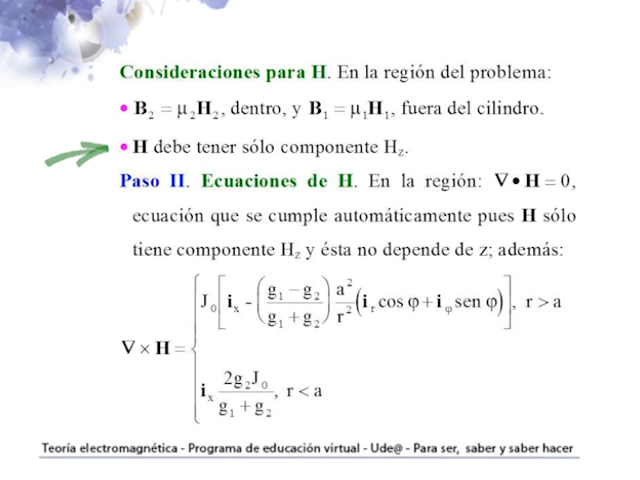 Consideraciones para H. En la región del problema:
• B₂ = μ₂H₂, dentro, y B₁ = μ₁H₁, fuera del cilindro.
• H debe tener sólo componente H_z.
Paso II. Ecuaciones de H. En la región: ∇ • H = 0,
ecuación que se cumple automáticamente pues H sólo
tiene componente H_z y ésta no depende de z; además:
∇ × H = { J₀[i_x - ((g₁ - g₂)/(g₁ + g₂)) a²/r² (i_r cos φ + i_φ sen φ)], r > a
i_x 2g₂J₀/(g₁ + g₂), r < a
Teoría electromagnética - Programa de educación virtual - Ude@ - Para ser, saber y saber hacer